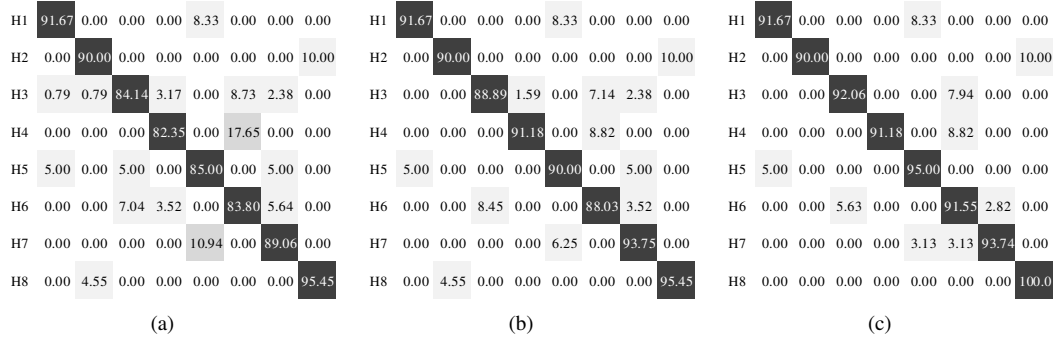 H1 91.67 0.00 0.00 0.00 8.33 0.00 0.00 0.00
H2 0.00 90.00 0.00 0.00 0.00 0.00 0.00 10.00
H3 0.79 0.79 84.14 3.17 0.00 8.73 2.38 0.00
H4 0.00 0.00 0.00 82.35 0.00 17.65 0.00 0.00
H5 5.00 0.00 5.00 0.00 85.00 0.00 5.00 0.00
H6 0.00 0.00 7.04 3.52 0.00 83.80 5.64 0.00
H7 0.00 0.00 0.00 0.00 10.94 0.00 89.06 0.00
H8 0.00 4.55 0.00 0.00 0.00 0.00 0.00 95.45
(a)
H1 91.67 0.00 0.00 0.00 8.33 0.00 0.00 0.00
H2 0.00 90.00 0.00 0.00 0.00 0.00 0.00 10.00
H3 0.00 0.00 88.89 1.59 0.00 7.14 2.38 0.00
H4 0.00 0.00 0.00 91.18 0.00 8.82 0.00 0.00
H5 5.00 0.00 0.00 0.00 90.00 0.00 5.00 0.00
H6 0.00 0.00 8.45 0.00 0.00 88.03 3.52 0.00
H7 0.00 0.00 0.00 0.00 6.25 0.00 93.75 0.00
H8 0.00 4.55 0.00 0.00 0.00 0.00 0.00 95.45
(b)
H1 91.67 0.00 0.00 0.00 8.33 0.00 0.00 0.00
H2 0.00 90.00 0.00 0.00 0.00 0.00 0.00 10.00
H3 0.00 0.00 92.06 0.00 0.00 7.94 0.00 0.00
H4 0.00 0.00 0.00 91.18 0.00 8.82 0.00 0.00
H5 5.00 0.00 0.00 0.00 95.00 0.00 0.00 0.00
H6 0.00 0.00 5.63 0.00 0.00 91.55 2.82 0.00
H7 0.00 0.00 0.00 0.00 3.13 3.13 93.74 0.00
H8 0.00 0.00 0.00 0.00 0.00 0.00 0.00 100.0
(c)